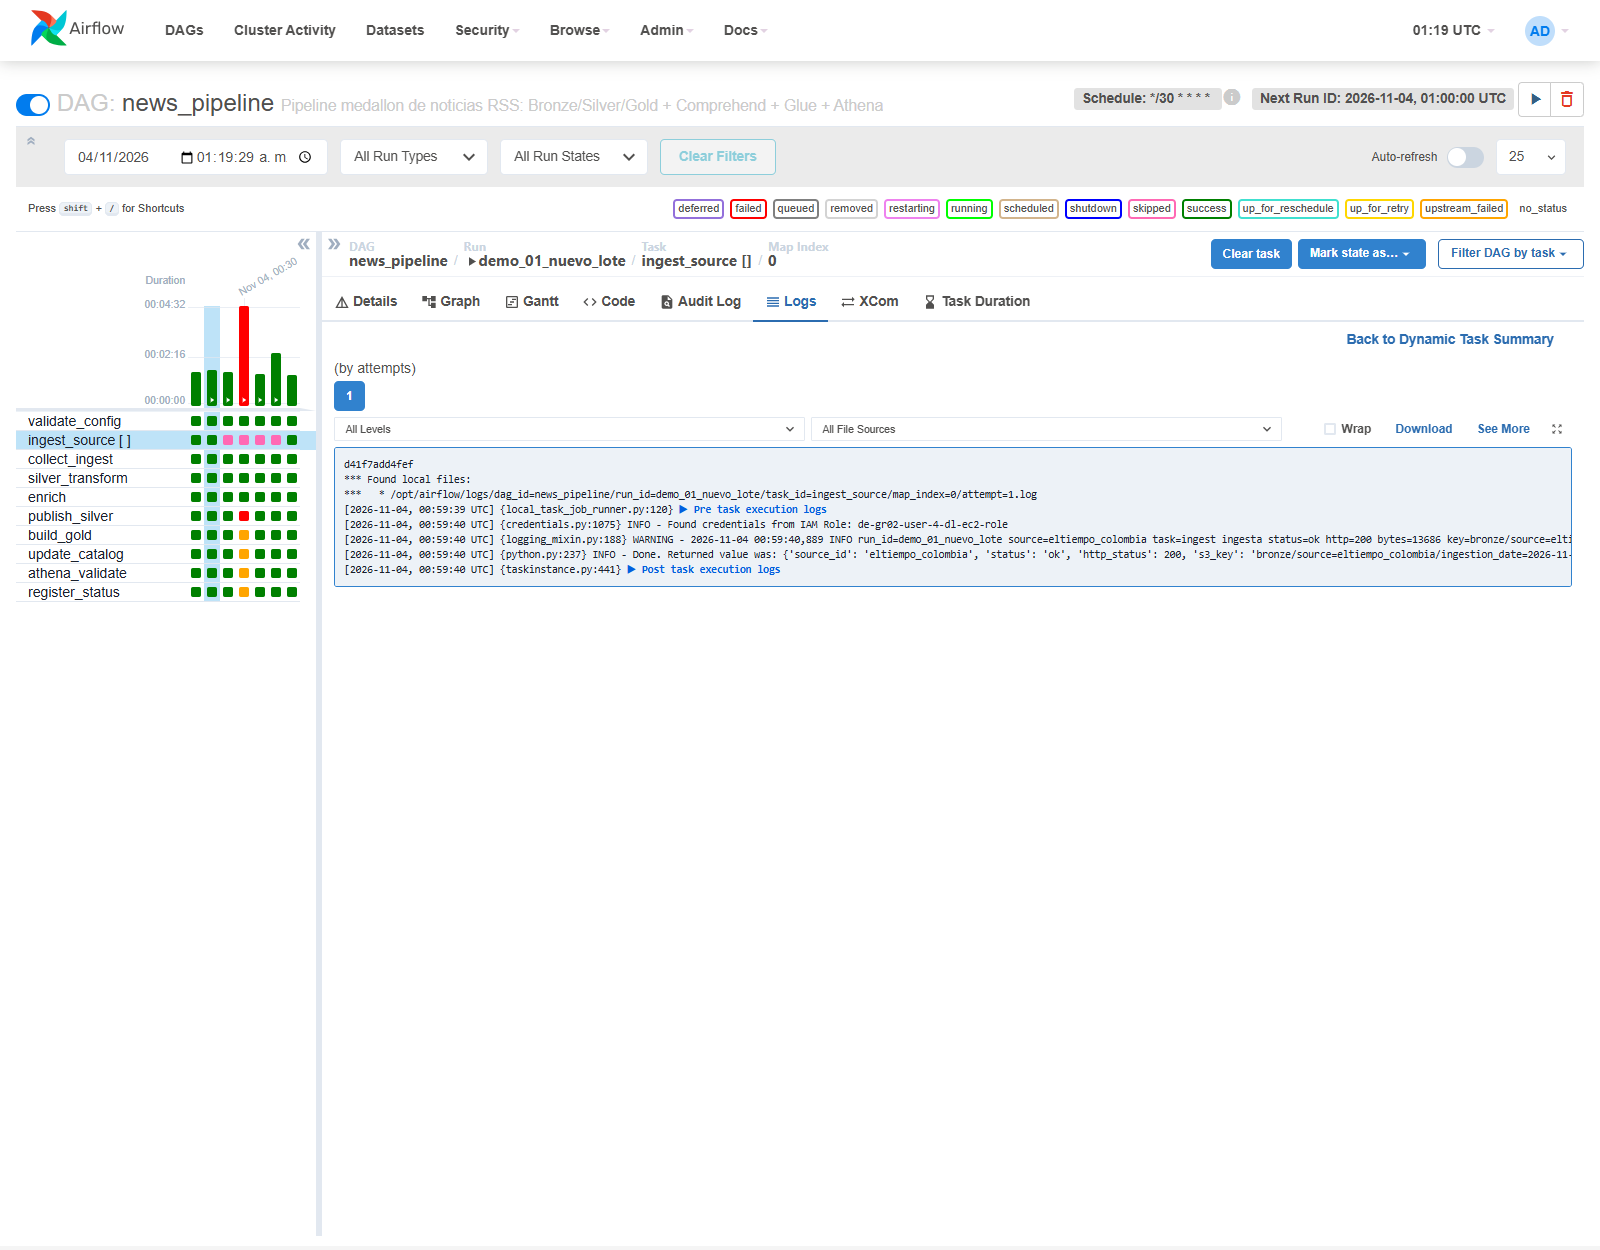 Airflow DAGs Cluster Activity Datasets Security Browse Admin Docs 01:19 UTC AD
DAG: news_pipeline Pipeline medallon de noticias RSS: Bronze/Silver/Gold + Comprehend + Glue + Athena Schedule: */30 * * * * Next Run ID: 2026-11-04, 01:00:00 UTC
04/11/2026 01:19:29 a. m All Run Types All Run States Clear Filters Auto-refresh 25
Press shift + / for Shortcuts deferred failed queued removed restarting running scheduled shutdown skipped success up_for_reschedule up_for_retry upstream_failed no_status
DAG Run Task Map Index
news_pipeline / demo_01_nuevo_lote / ingest_source [] / 0
Clear task Mark state as... Filter DAG by task
Duration
Nov 04, 00:30
00:04:32
00:02:16
00:00:00
validate_config
ingest_source [ ]
collect_ingest
silver_transform
enrich
publish_silver
build_gold
update_catalog
athena_validate
register_status
Details Graph Gantt Code Audit Log Logs XCom Task Duration
Back to Dynamic Task Summary
(by attempts)
1
All Levels All File Sources Wrap Download See More
d41f7add4fef
*** Found local files:
***   * /opt/airflow/logs/dag_id=news_pipeline/run_id=demo_01_nuevo_lote/task_id=ingest_source/map_index=0/attempt=1.log
[2026-11-04, 00:59:39 UTC] {local_task_job_runner.py:120} ▶ Pre task execution logs
[2026-11-04, 00:59:40 UTC] {credentials.py:1075} INFO - Found credentials from IAM Role: de-gr02-user-4-dl-ec2-role
[2026-11-04, 00:59:40 UTC] {logging_mixin.py:188} WARNING - 2026-11-04 00:59:40,889 INFO run_id=demo_01_nuevo_lote source=eltiempo_colombia task=ingest ingesta status=ok http=200 bytes=13686 key=bronze/source=elti
[2026-11-04, 00:59:40 UTC] {python.py:237} INFO - Done. Returned value was: {'source_id': 'eltiempo_colombia', 'status': 'ok', 'http_status': 200, 's3_key': 'bronze/source=eltiempo_colombia/ingestion_date=2026-11-
[2026-11-04, 00:59:40 UTC] {taskinstance.py:441} ▶ Post task execution logs